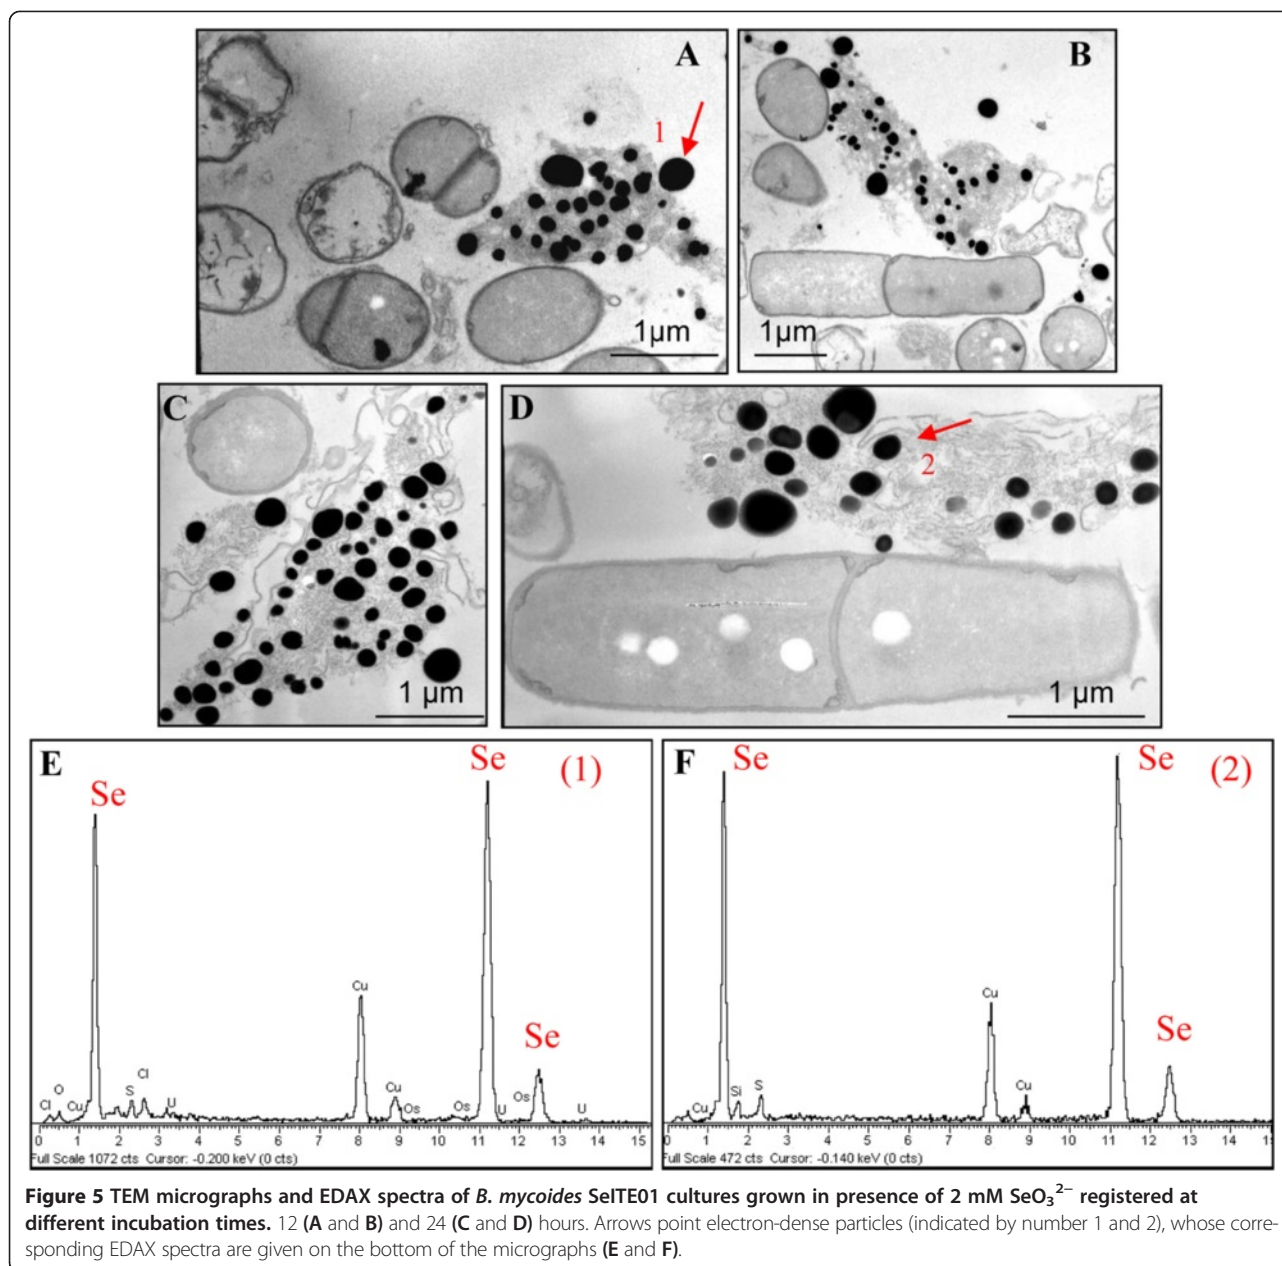 A
1
1µm
B
1µm
C
1 µm
D
2
1 µm
E
Se
Se
(1)
Cu
Se
Cl
O
Cu
S
Cl
U
Cu
Os
Os
U
Os
U
0 1 2 3 4 5 6 7 8 9 10 11 12 13 14 15
Full Scale 1072 cts Cursor: -0.200 keV (0 cts)
F
Se
Se
(2)
Cu
Se
Cu
Si
S
Cu
1 2 3 4 5 6 7 8 9 10 11 12 13 14
Full Scale 472 cts Cursor: -0.140 keV (0 cts)
Figure 5 TEM micrographs and EDAX spectra of B. mycoides SeITE01 cultures grown in presence of 2 mM SeO₃²⁻ registered at
different incubation times. 12 (A and B) and 24 (C and D) hours. Arrows point electron-dense particles (indicated by number 1 and 2), whose corre-
sponding EDAX spectra are given on the bottom of the micrographs (E and F).